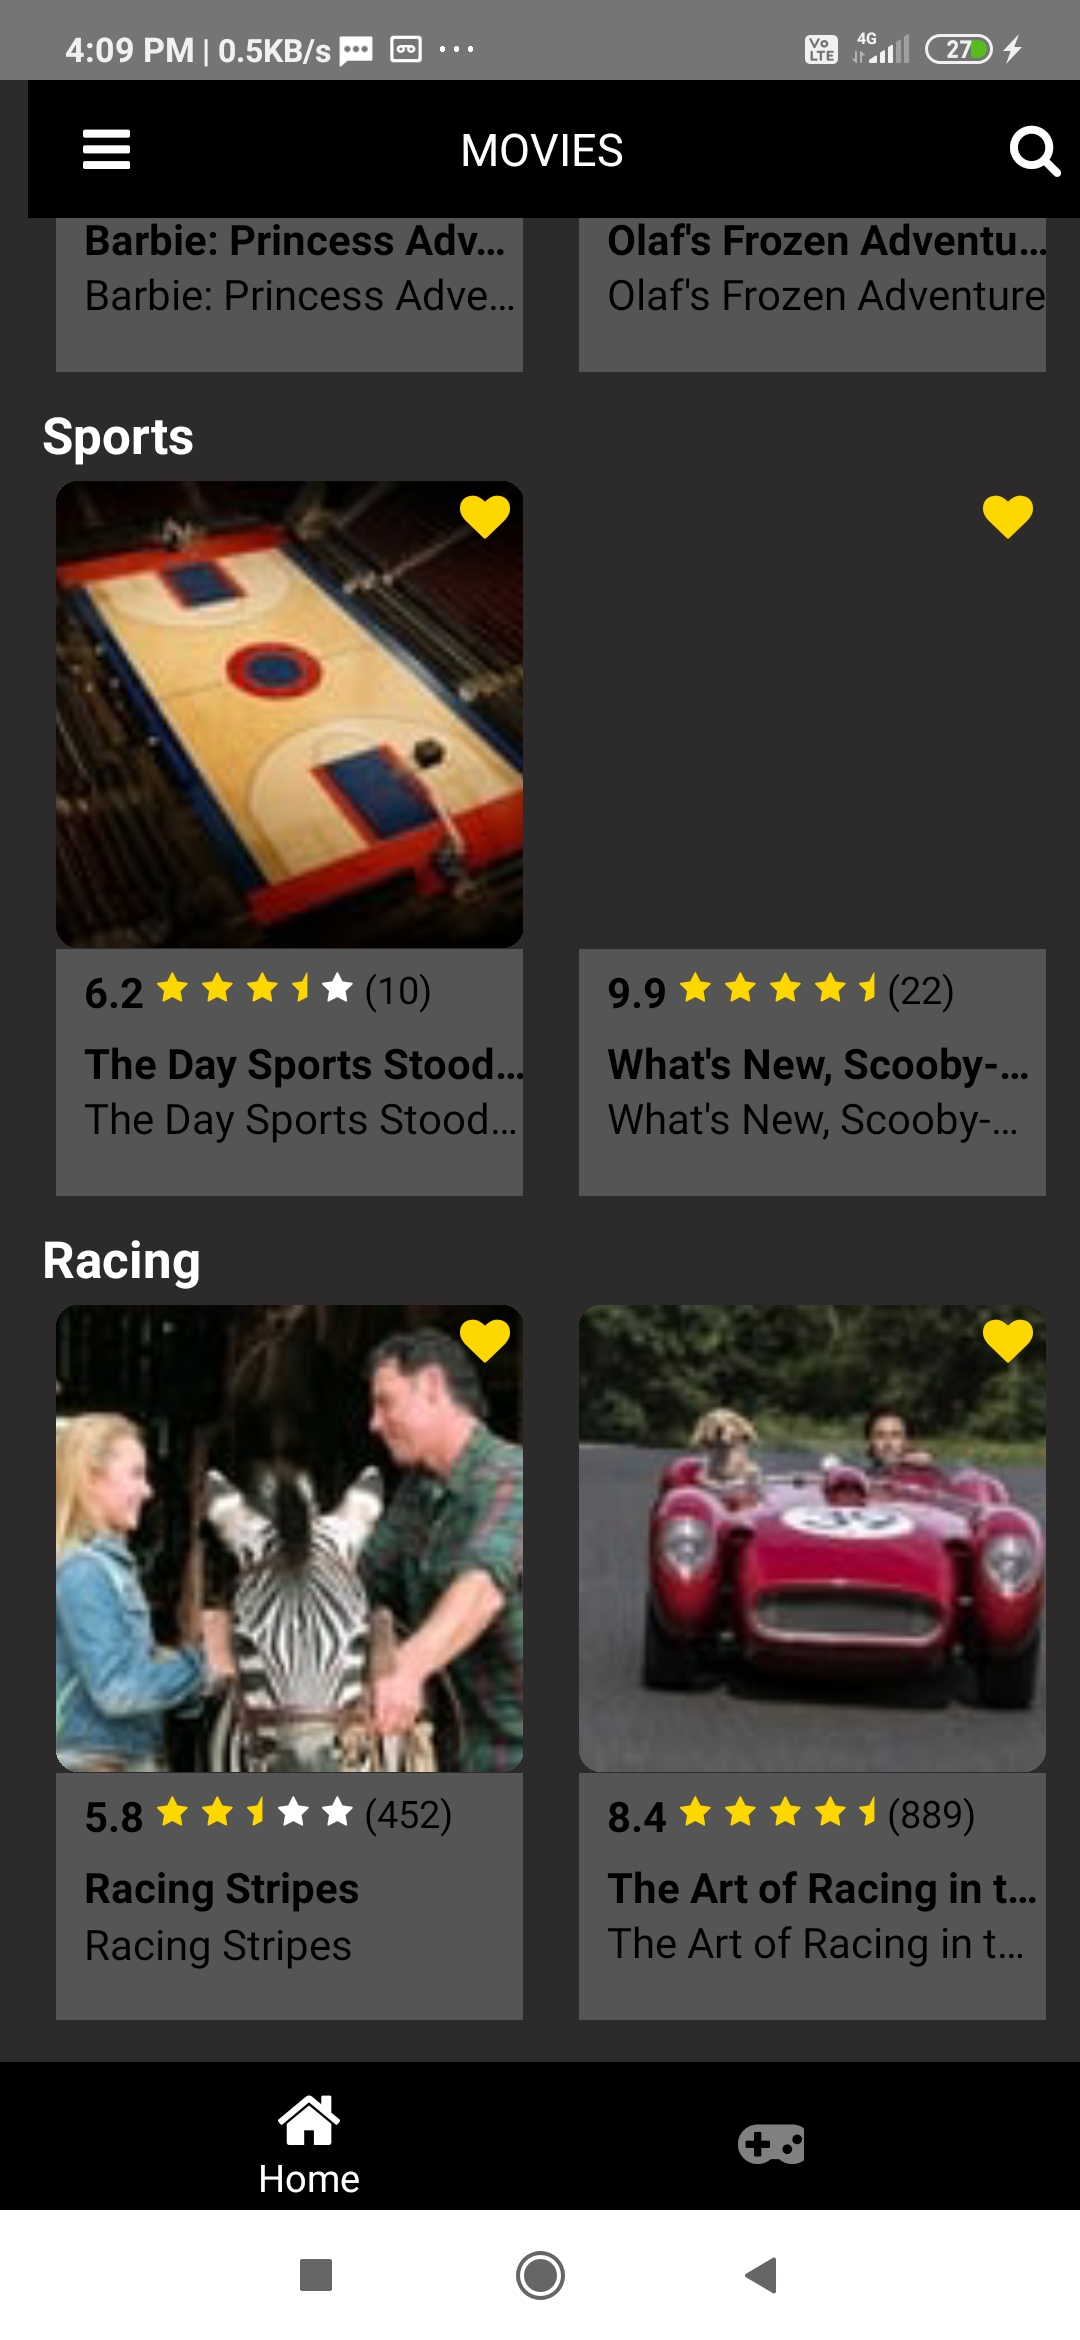 4:09 PM | 0.5KB/s ... Vo LTE 4G 27
MOVIES
Barbie: Princess Adv... Olaf's Frozen Adventu...
Barbie: Princess Adve... Olaf's Frozen Adventure
Sports
6.2 (10) 9.9 (22)
The Day Sports Stood... What's New, Scooby-...
The Day Sports Stood... What's New, Scooby-...
Racing
39
5.8 (452) 8.4 (889)
Racing Stripes The Art of Racing in t...
Racing Stripes The Art of Racing in t...
Home